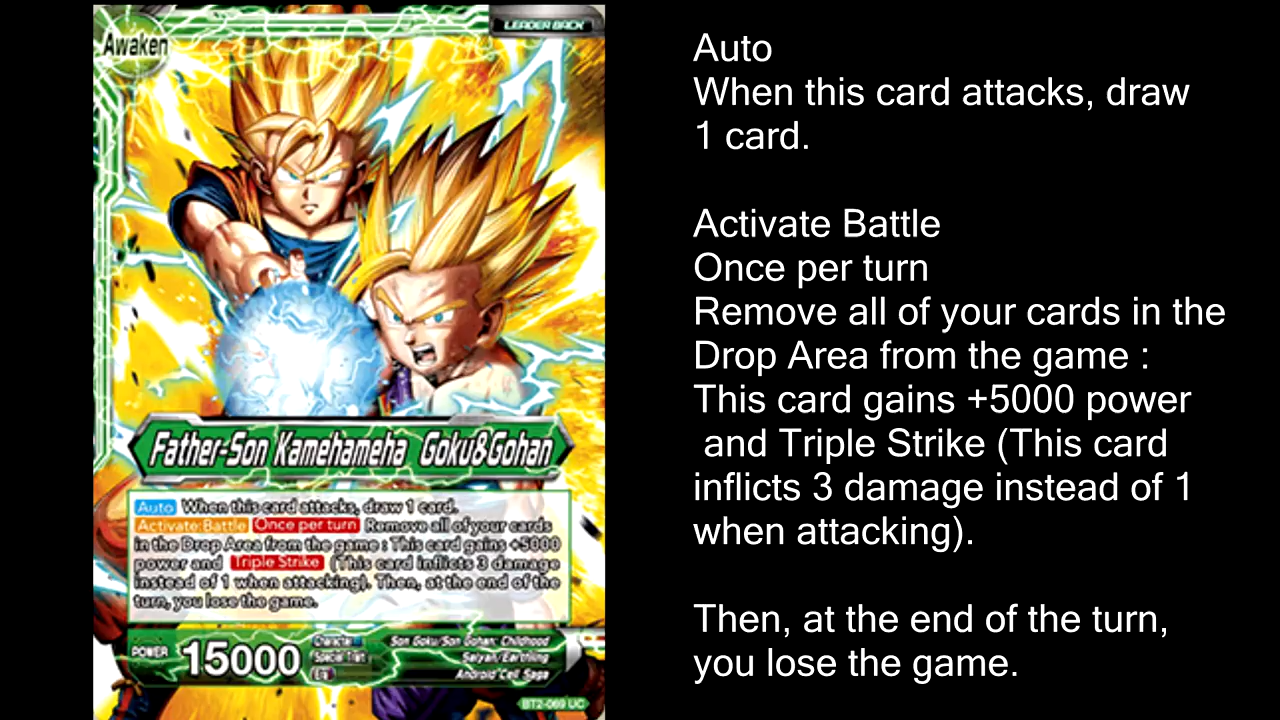 LEADER BACK
Awaken
Father-Son Kamehameha Goku&Gohan
Auto When this card attacks, draw 1 card.
Activate:Battle Once per turn Remove all of your cards
in the Drop Area from the game : This card gains +5000
power and Triple Strike (This card inflicts 3 damage
instead of 1 when attacking). Then, at the end of the
turn, you lose the game.
POWER 15000
Character Son Goku/Son Gohan: Childhood
Special Trait Saiyan/Earthling
Era Android/Cell Saga
BT2-069 UC
Auto
When this card attacks, draw
1 card.
Activate Battle
Once per turn
Remove all of your cards in the
Drop Area from the game :
This card gains +5000 power
and Triple Strike (This card
inflicts 3 damage instead of 1
when attacking).
Then, at the end of the turn,
you lose the game.